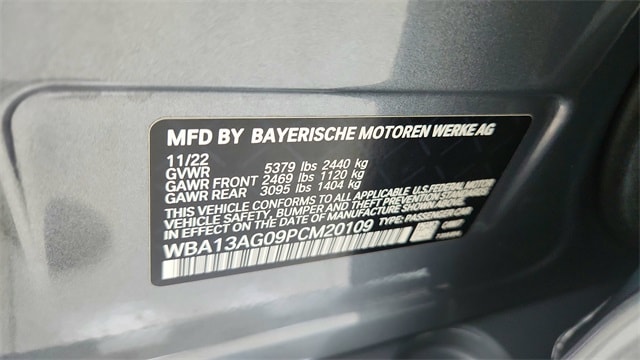 MFD BY BAYERISCHE MOTOREN WERKE AG
11/22
GVWR 5379 lbs 2440 kg
GAWR FRONT 2469 lbs 1120 kg
GAWR REAR 3095 lbs 1404 kg
THIS VEHICLE CONFORMS TO ALL APPLICABLE U.S. FEDERAL MOTOR
VEHICLE SAFETY, BUMPER AND THEFT PREVENTION STANDARDS
IN EFFECT ON THE DATE OF MANUFACTURE SHOWN ABOVE.
WBA13AG09PCM20109 TYPE: PASSENGER CAR